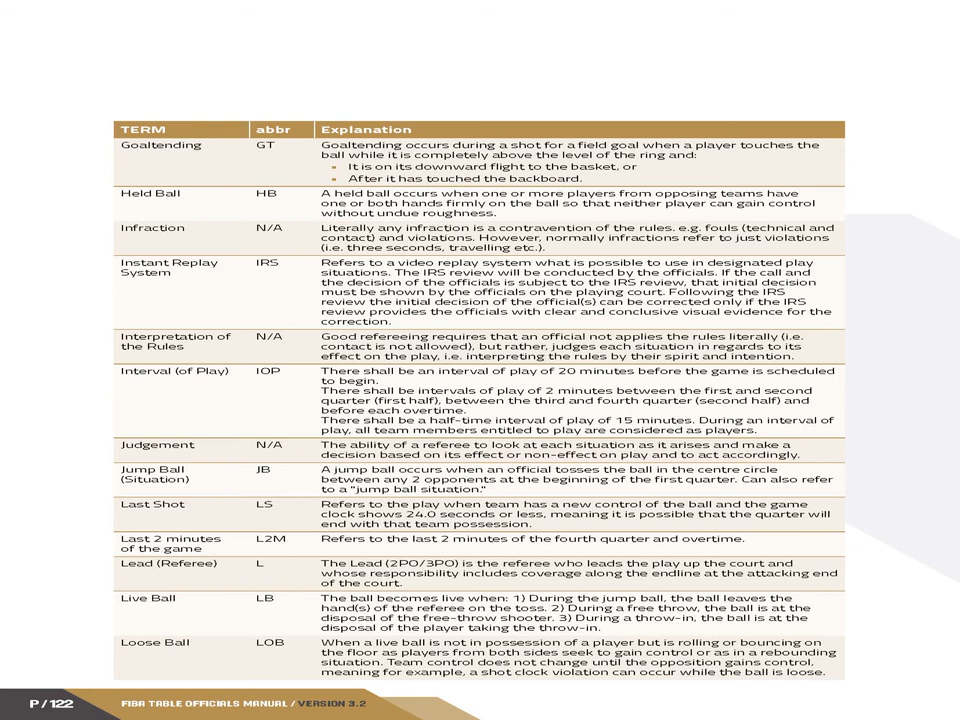 TERM abbr Explanation
Goaltending GT Goaltending occurs during a shot for a field goal when a player touches the
ball while it is completely above the level of the ring and:
▪ It is on its downward flight to the basket, or
▪ After it has touched the backboard.
Held Ball HB A held ball occurs when one or more players from opposing teams have
one or both hands firmly on the ball so that neither player can gain control
without undue roughness.
Infraction N/A Literally any infraction is a contravention of the rules. e.g. fouls (technical and
contact) and violations. However, normally infractions refer to just violations
(i.e. three seconds, travelling etc.).
Instant Replay IRS Refers to a video replay system what is possible to use in designated play
System situations. The IRS review will be conducted by the officials. If the call and
the decision of the officials is subject to the IRS review, that initial decision
must be shown by the officials on the playing court. Following the IRS
review the initial decision of the official(s) can be corrected only if the IRS
review provides the officials with clear and conclusive visual evidence for the
correction.
Interpretation of N/A Good refereeing requires that an official not applies the rules literally (i.e.
the Rules contact is not allowed), but rather, judges each situation in regards to its
effect on the play, i.e. interpreting the rules by their spirit and intention.
Interval (of Play) IOP There shall be an interval of play of 20 minutes before the game is scheduled
to begin.
There shall be intervals of play of 2 minutes between the first and second
quarter (first half), between the third and fourth quarter (second half) and
before each overtime.
There shall be a half-time interval of play of 15 minutes. During an interval of
play, all team members entitled to play are considered as players.
Judgement N/A The ability of a referee to look at each situation as it arises and make a
decision based on its effect or non-effect on play and to act accordingly.
Jump Ball JB A jump ball occurs when an official tosses the ball in the centre circle
(Situation) between any 2 opponents at the beginning of the first quarter. Can also refer
to a "jump ball situation."
Last Shot LS Refers to the play when team has a new control of the ball and the game
clock shows 24.0 seconds or less, meaning it is possible that the quarter will
end with that team possession.
Last 2 minutes L2M Refers to the last 2 minutes of the fourth quarter and overtime.
of the game
Lead (Referee) L The Lead (2PO/3PO) is the referee who leads the play up the court and
whose responsibility includes coverage along the endline at the attacking end
of the court.
Live Ball LB The ball becomes live when: 1) During the jump ball, the ball leaves the
hand(s) of the referee on the toss. 2) During a free throw, the ball is at the
disposal of the free-throw shooter. 3) During a throw-in, the ball is at the
disposal of the player taking the throw-in.
Loose Ball LOB When a live ball is not in possession of a player but is rolling or bouncing on
the floor as players from both sides seek to gain control or as in a rebounding
situation. Team control does not change until the opposition gains control,
meaning for example, a shot clock violation can occur while the ball is loose.
P / 122 FIBA TABLE OFFICIALS MANUAL / VERSION 3.2